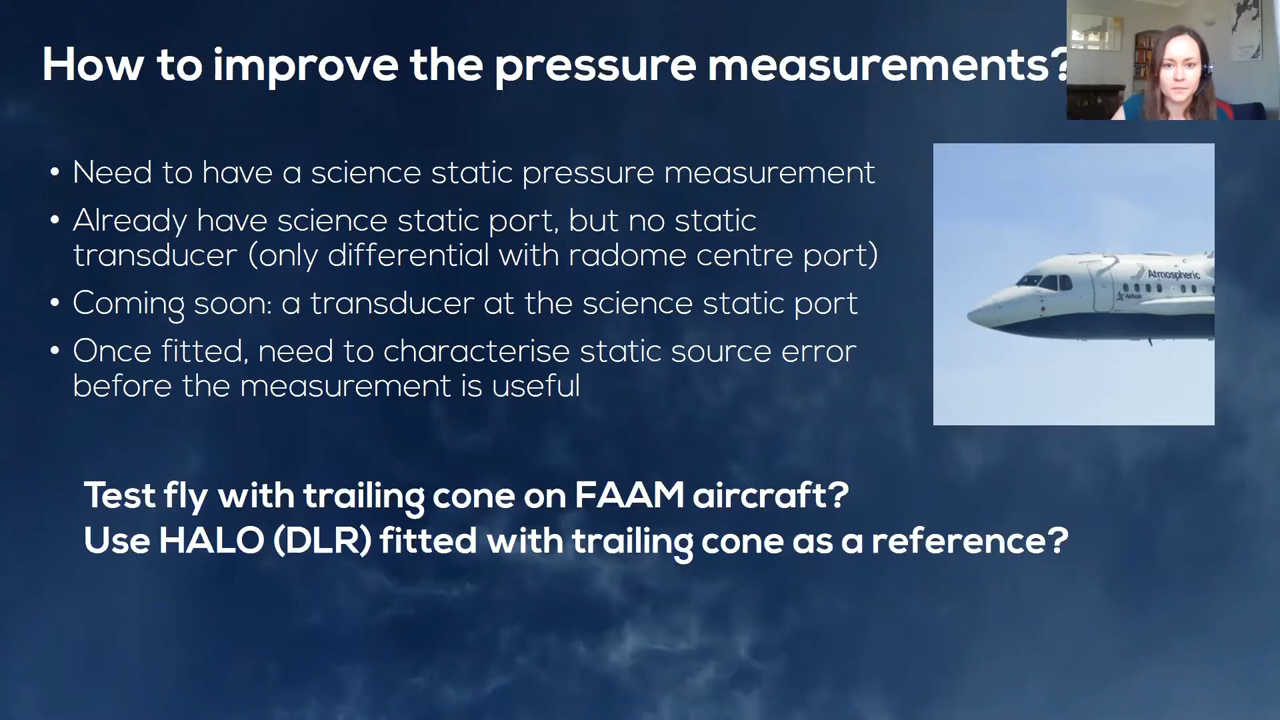 How to improve the pressure measurements?
• Need to have a science static pressure measurement
• Already have science static port, but no static
transducer (only differential with radome centre port)
• Coming soon: a transducer at the science static port
• Once fitted, need to characterise static source error
before the measurement is useful
Atmospheric
Test fly with trailing cone on FAAM aircraft?
Use HALO (DLR) fitted with trailing cone as a reference?